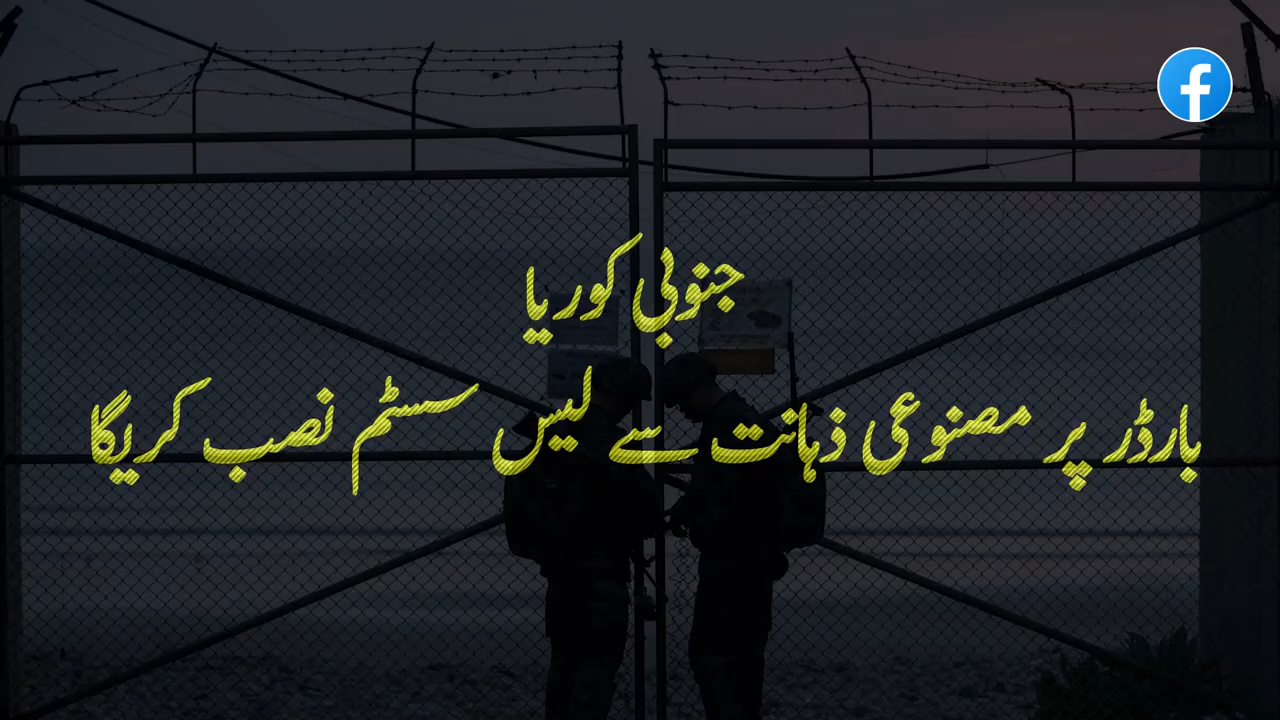 جنوبی کوریا
بارڈر پر مصنوعی ذہانت سے لیس سسٹم نصب کریگا